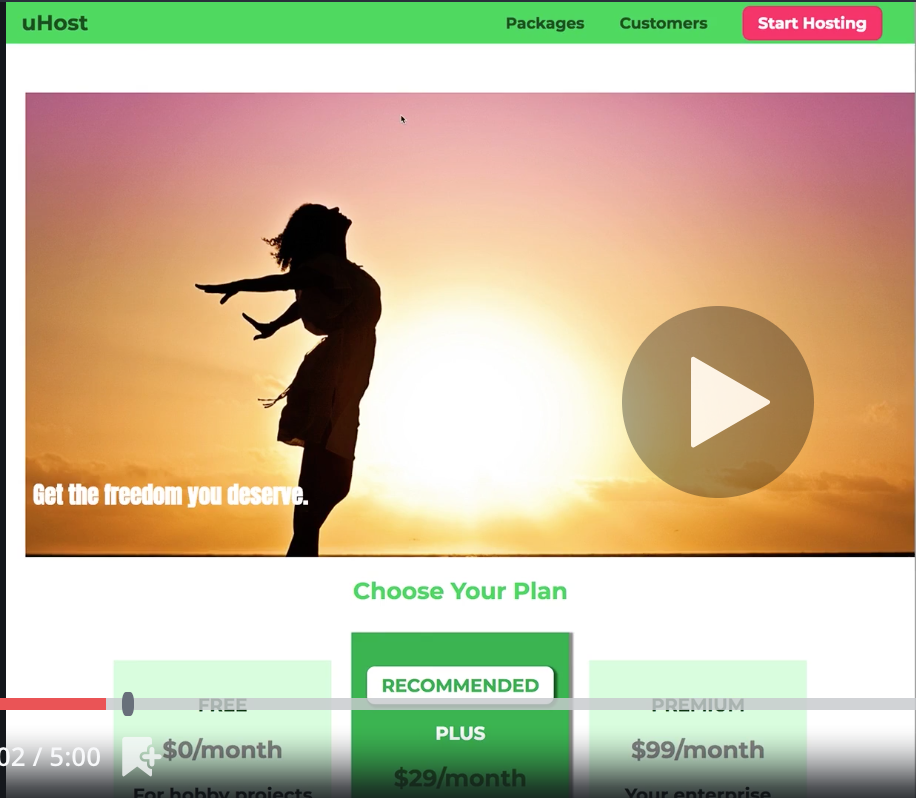 uHost
Packages Customers Start Hosting
Get the freedom you deserve.
Choose Your Plan
RECOMMENDED
FREE PLUS PREMIUM
$0/month $29/month $99/month
For hobby projects Your enterprise
02 / 5:00